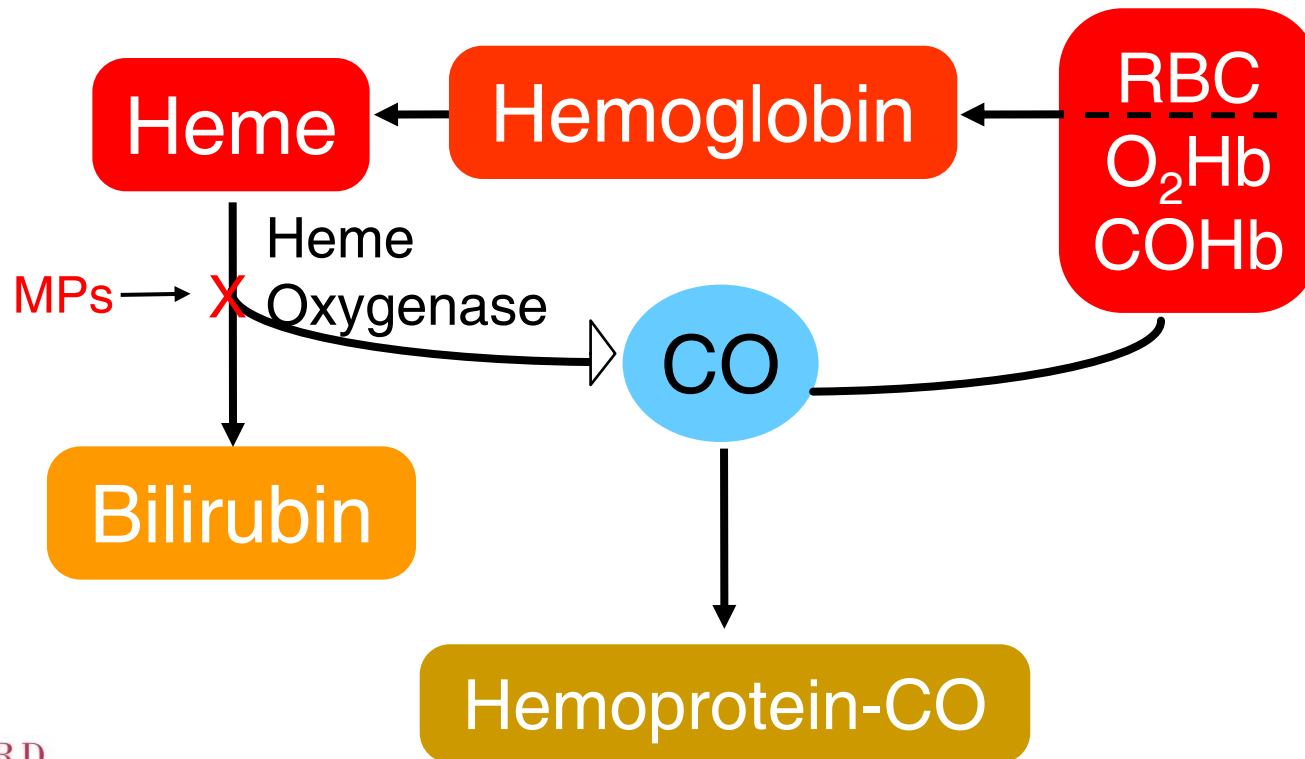 Heme
Hemoglobin
RBC
O₂Hb
COHb
Heme
Oxygenase
MPs
X
CO
Bilirubin
Hemoprotein-CO